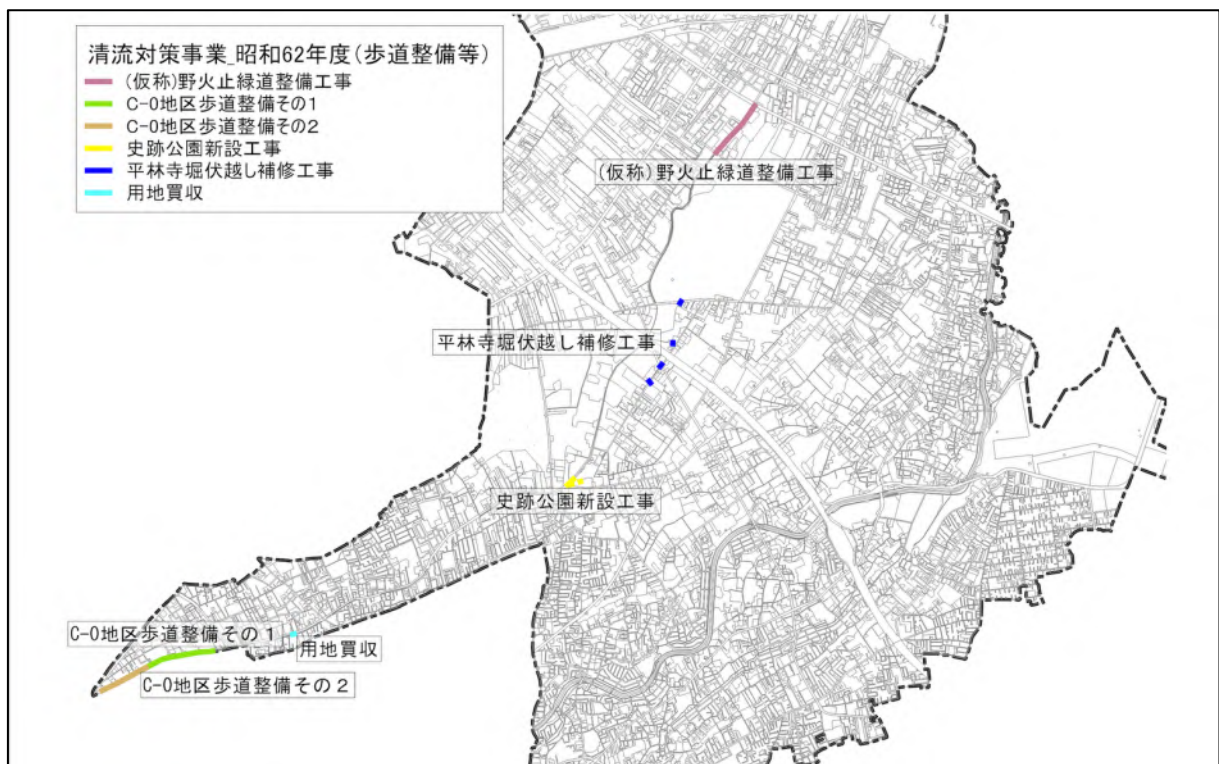 清流対策事業_昭和62年度(歩道整備等)
(仮称)野火止緑道整備工事
C-0地区歩道整備その1
C-0地区歩道整備その2
史跡公園新設工事
平林寺堀伏越し補修工事
用地買収
(仮称)野火止緑道整備工事
平林寺堀伏越し補修工事
史跡公園新設工事
C-0地区歩道整備その1
用地買収
C-0地区歩道整備その2